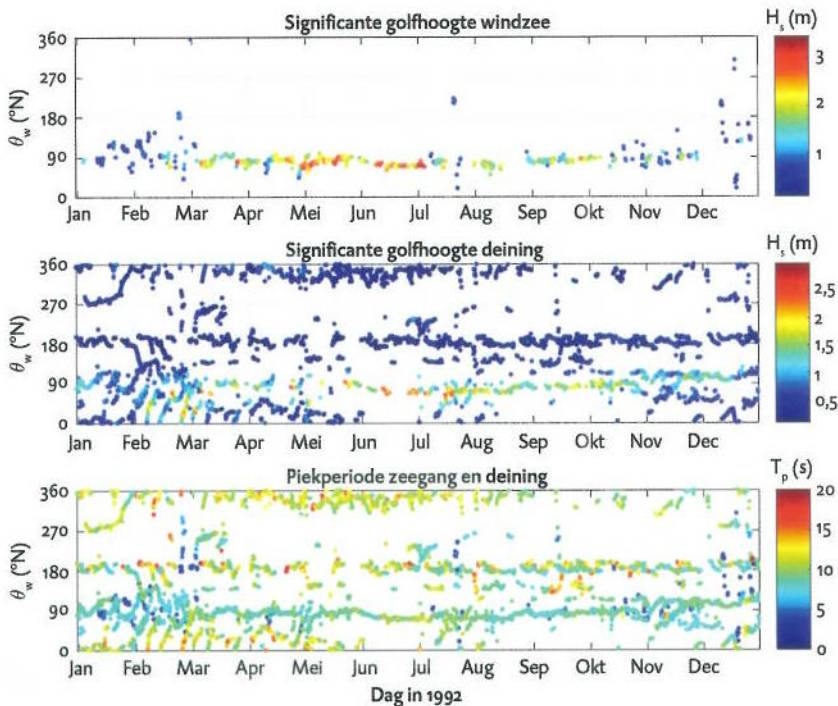 Significante golfhoogte windzee
H_s (m)
360
270
180
90
0
θ_w (°N)
3
2
1
Jan Feb Mar Apr Mei Jun Jul Aug Sep Okt Nov Dec
Significante golfhoogte deining
H_s (m)
360
270
180
90
0
θ_w (°N)
2,5
2
1,5
1
0,5
Jan Feb Mar Apr Mei Jun Jul Aug Sep Okt Nov Dec
Piekperiode zeegang en deining
T_p (s)
360
270
180
90
0
θ_w (°N)
20
15
10
5
0
Jan Feb Mar Apr Mei Jun Jul Aug Sep Okt Nov Dec
Dag in 1992